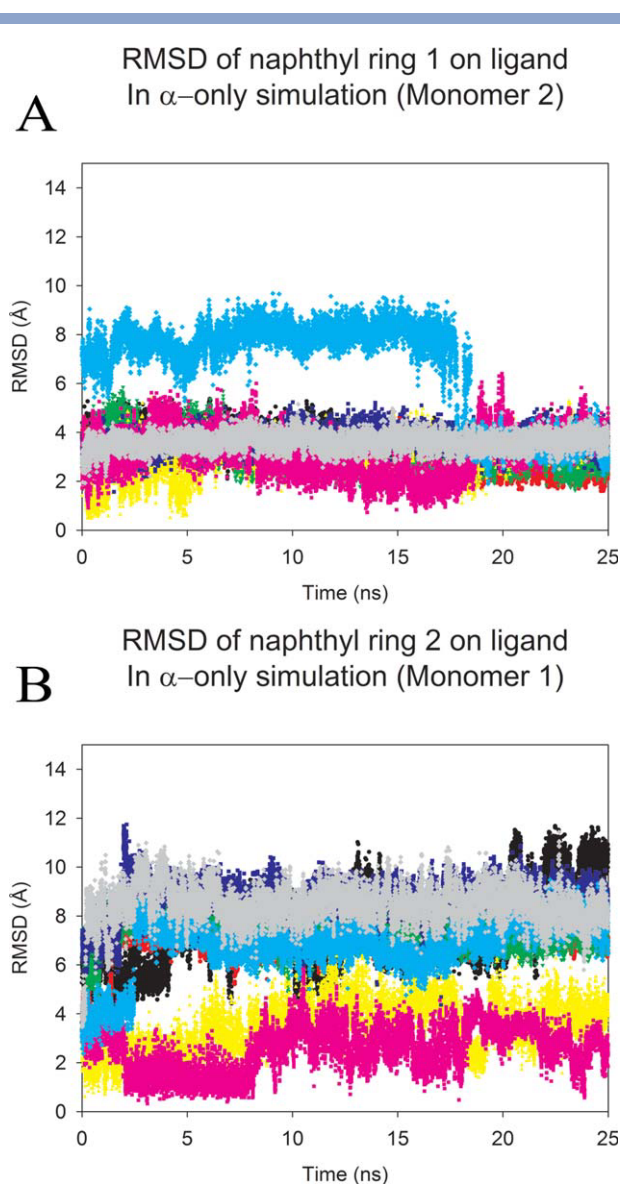 RMSD of naphthyl ring 1 on ligand
In α−only simulation (Monomer 2)
A
14
12
10
8
6
4
2
0
RMSD (Å)
0 5 10 15 20 25
Time (ns)
RMSD of naphthyl ring 2 on ligand
In α−only simulation (Monomer 1)
B
14
12
10
8
6
4
2
0
RMSD (Å)
0 5 10 15 20 25
Time (ns)